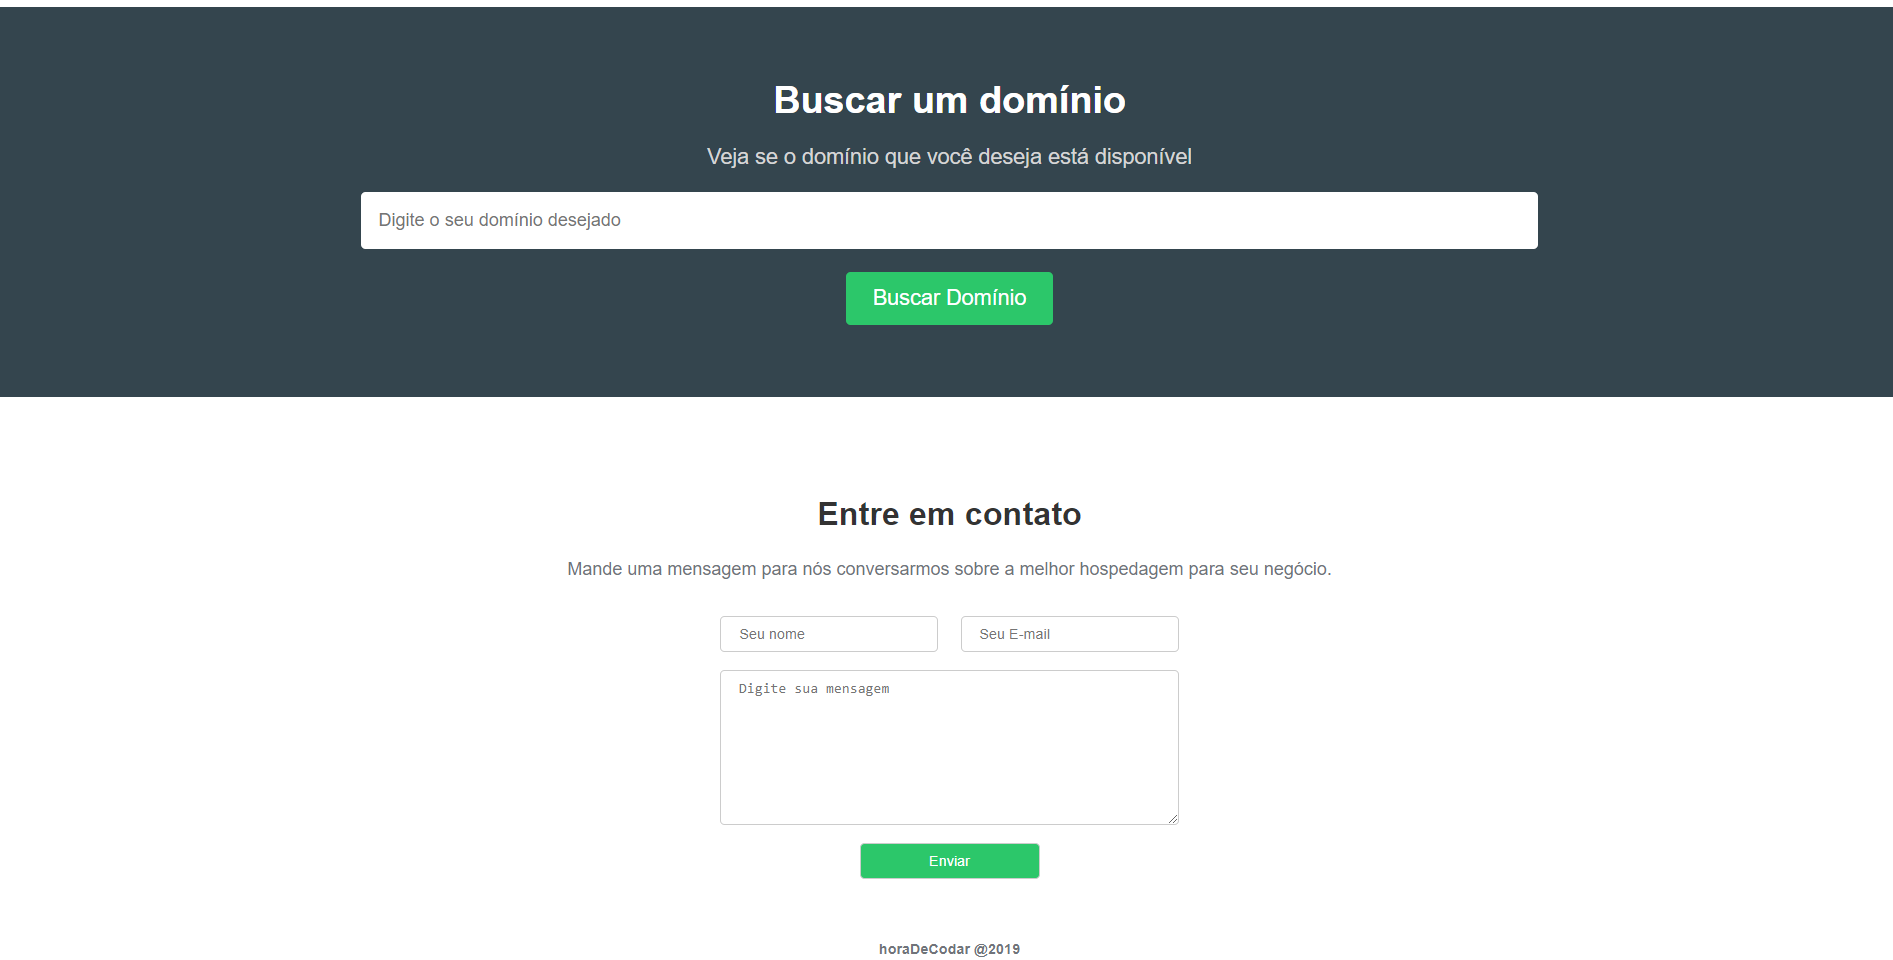 Buscar um domínio
Veja se o domínio que você deseja está disponível
Digite o seu domínio desejado
Buscar Domínio
Entre em contato
Mande uma mensagem para nós conversarmos sobre a melhor hospedagem para seu negócio.
Seu nome
Seu E-mail
Digite sua mensagem
Enviar
horaDeCodar @2019